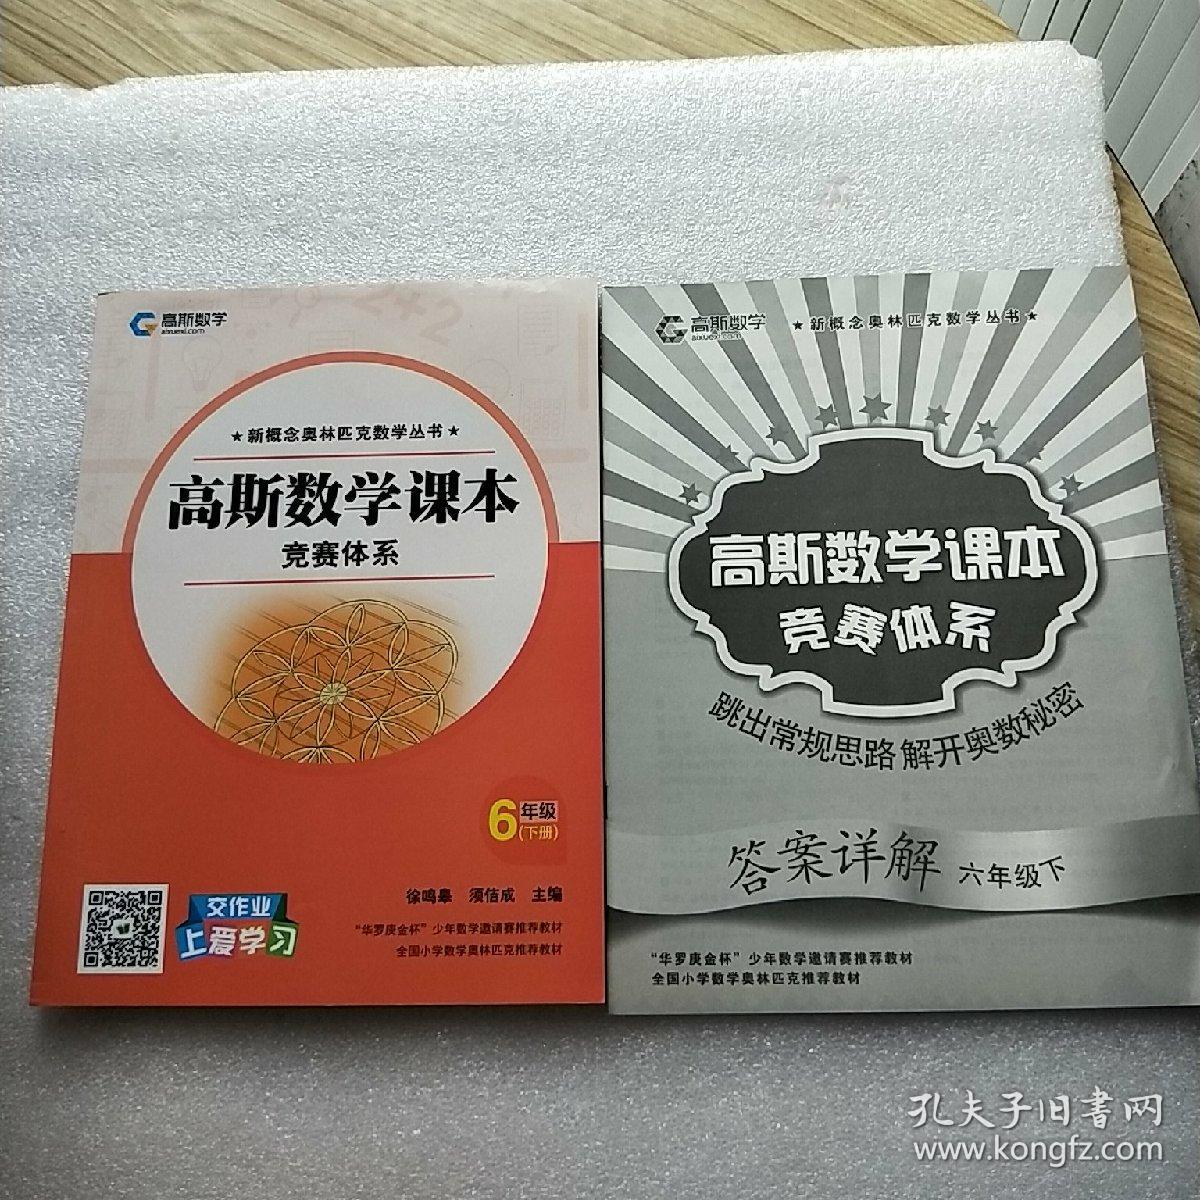 高斯数学
aixuexi.com
★新概念奥林匹克数学丛书★
高斯数学课本
竞赛体系
6年级
(下册)
徐鸣皋 须佶成 主编
“华罗庚金杯”少年数学邀请赛推荐教材
全国小学数学奥林匹克推荐教材
交作业
上爱学习
高斯数学
aixuexi.com
★新概念奥林匹克数学丛书★
高斯数学课本
竞赛体系
跳出常规思路 解开奥数秘密
答案详解 六年级下
“华罗庚金杯”少年数学邀请赛推荐教材
全国小学数学奥林匹克推荐教材
孔夫子旧书网
www.kongfz.com